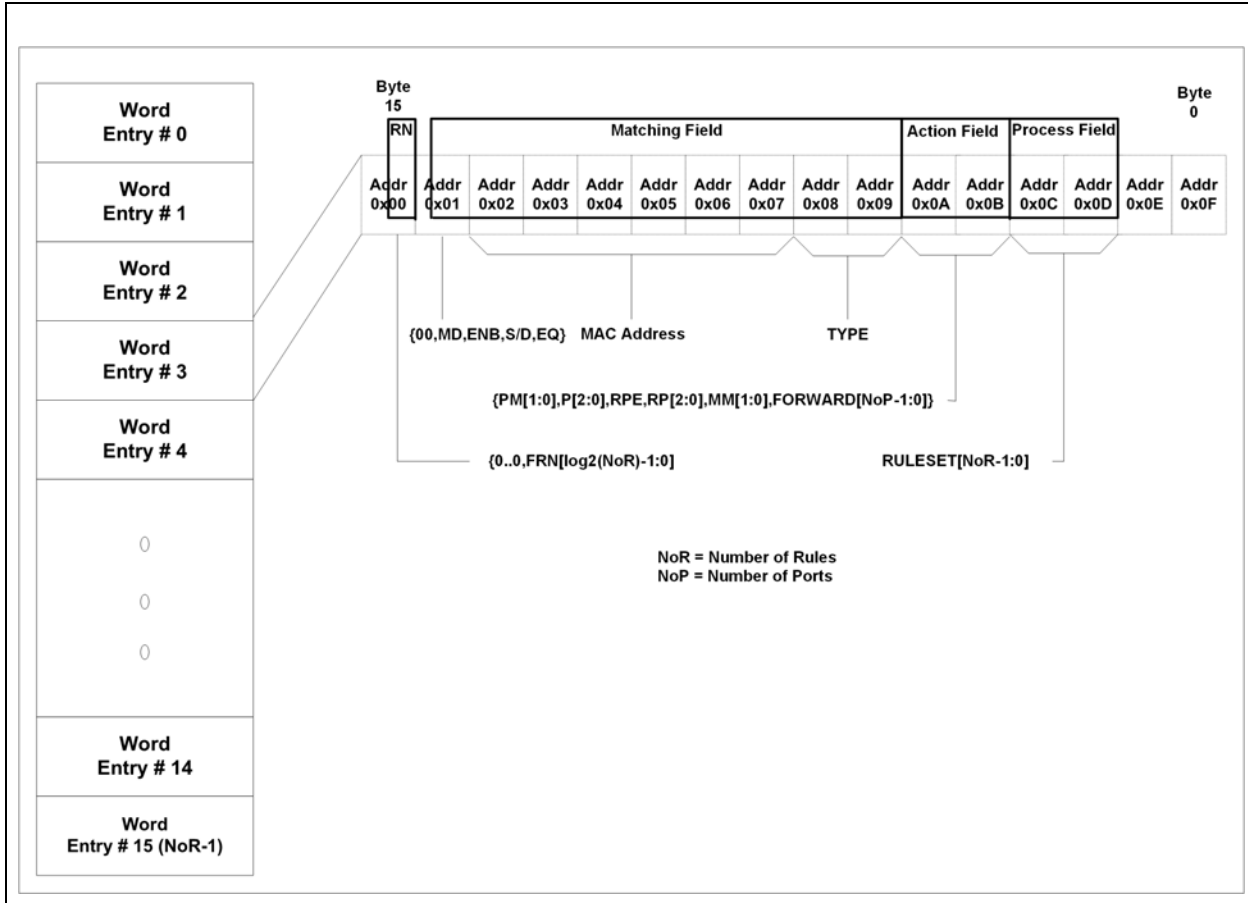 Word
Entry # 0
Word
Entry # 1
Word
Entry # 2
Word
Entry # 3
Word
Entry # 4
0
0
0
Word
Entry # 14
Word
Entry # 15 (NoR-1)
Byte
15
Byte
0
RN
Matching Field
Action Field
Process Field
Addr Addr Addr Addr Addr Addr Addr Addr Addr Addr Addr Addr Addr Addr Addr Addr
0x00 0x01 0x02 0x03 0x04 0x05 0x06 0x07 0x08 0x09 0x0A 0x0B 0x0C 0x0D 0x0E 0x0F
{00,MD,ENB,S/D,EQ}
MAC Address
TYPE
{PM[1:0],P[2:0],RPE,RP[2:0],MM[1:0],FORWARD[NoP-1:0]}
{0..0,FRN[log2(NoR)-1:0]
RULESET[NoR-1:0]
NoR = Number of Rules
NoP = Number of Ports